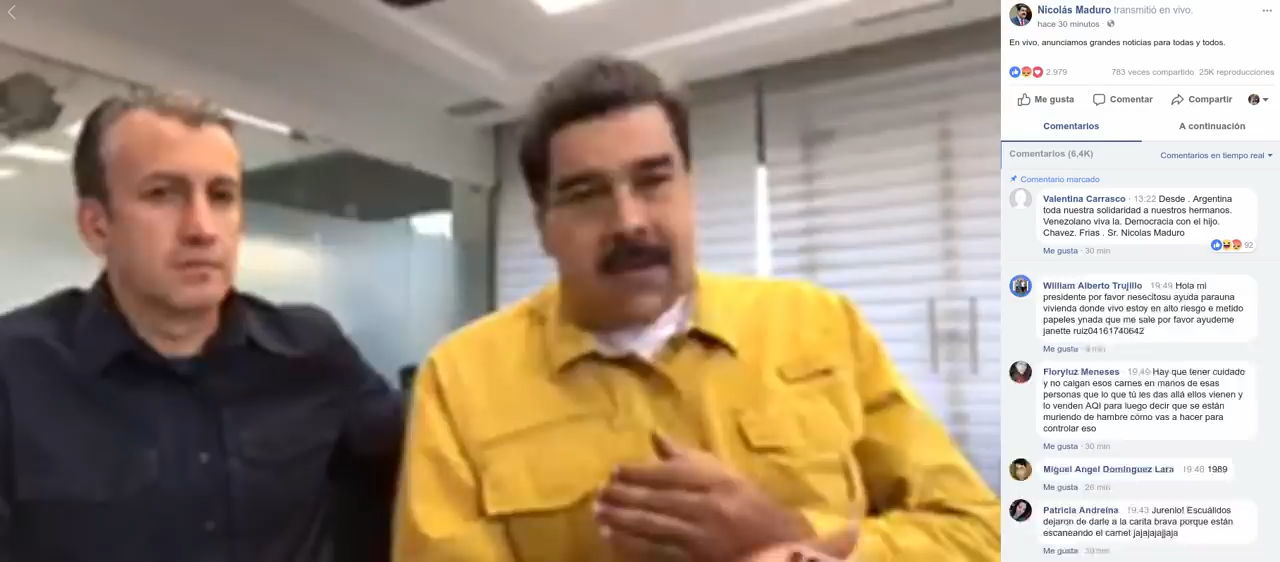 Nicolás Maduro transmitió en vivo.
hace 30 minutos ·
En vivo, anunciamos grandes noticias para todas y todos.
2.979 783 veces compartido 25K reproducciones
Me gusta Comentar Compartir
Comentarios A continuación
Comentarios (6,4K) Comentarios en tiempo real
Comentario marcado
Valentina Carrasco · 13:22 Desde . Argentina
toda nuestra solidaridad a nuestros hermanos.
Venezolano viva la. Democracia con el hijo.
Chavez. Frias . Sr. Nicolas Maduro
92
Me gusta · 30 min
William Alberto Trujillo · 19:49 Hola mi
presidente por favor nesecitosu ayuda parauna
vivienda donde vivo estoy en alto riesgo e metido
papeles ynada que me sale por favor ayudeme
janette ruiz04161740642
Me gusta · min
Floryluz Meneses · 19:49 Hay que tener cuidado
y no caigan esos carnes en manos de esas
personas que lo que tú les das allá ellos vienen y
lo venden AQI para luego decir que se están
muriendo de hambre cómo vas a hacer para
controlar eso
Me gusta · 30 min
Miguel Angel Dominguez Lara · 19:46 1989
Me gusta · 26 min
Patricia Andreina · 19:43 Jurenlo! Escuálidos
dejaron de darle a la carita brava porque están
escaneando el carnet jajajajajjaja
Me gusta · min